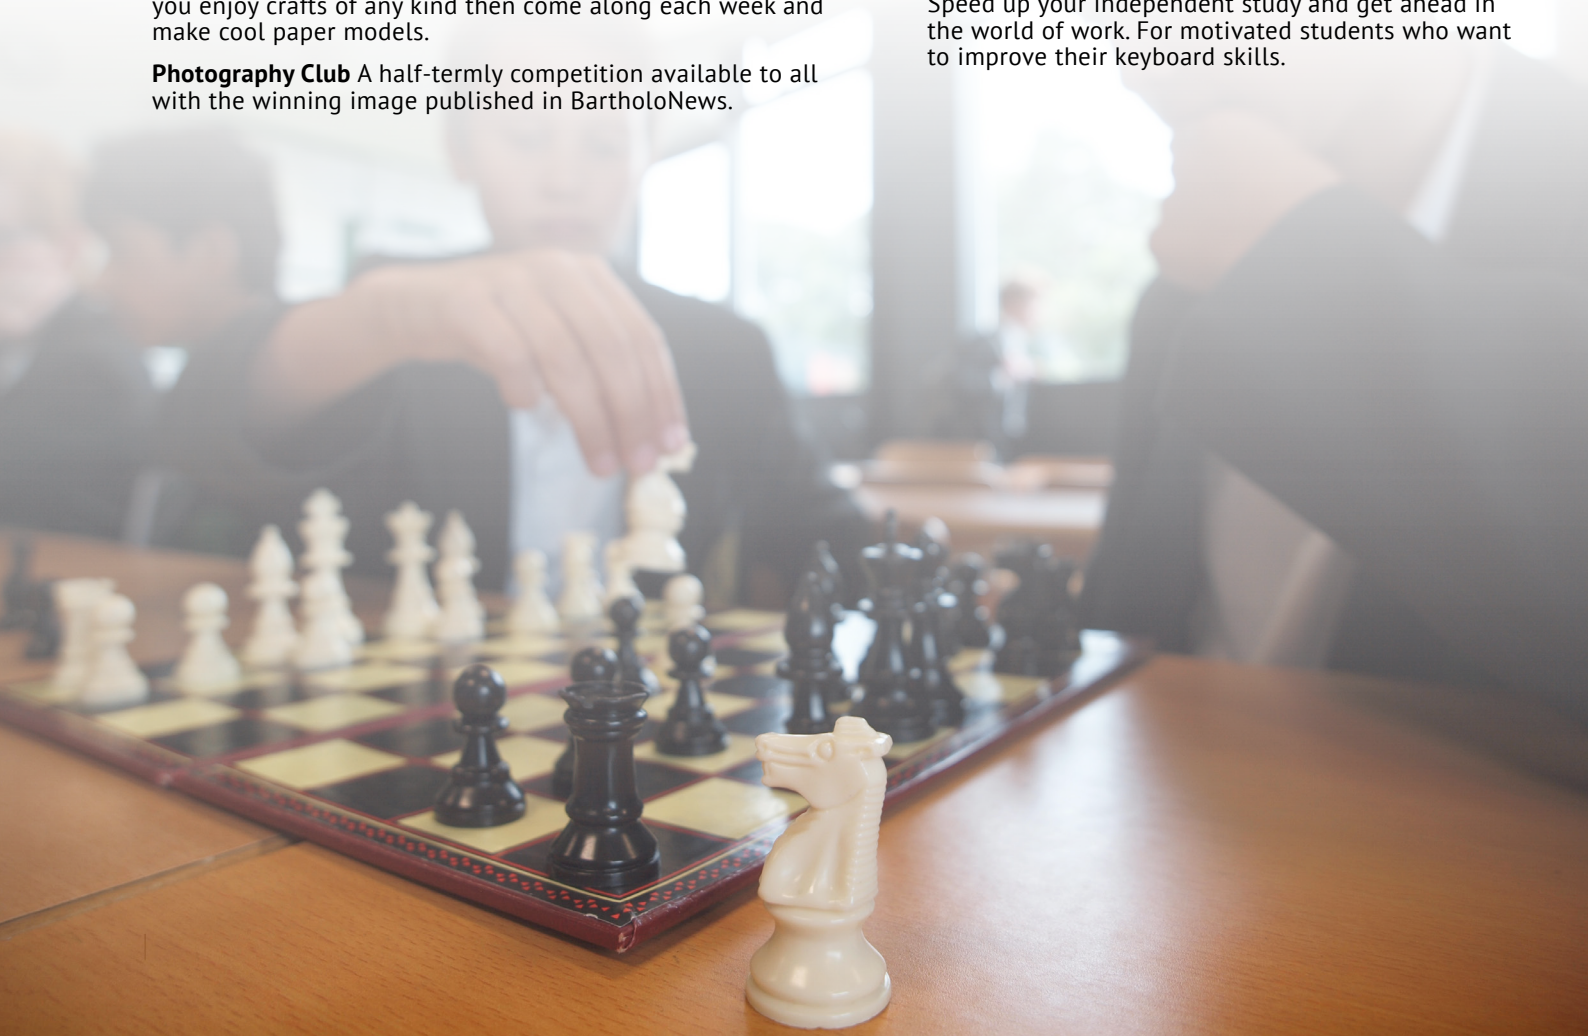 you enjoy crafts of any kind then come along each week and
make cool paper models.
Photography Club A half-termly competition available to all
with the winning image published in BartholoNews.
Speed up your independent study and get ahead in
the world of work. For motivated students who want
to improve their keyboard skills.